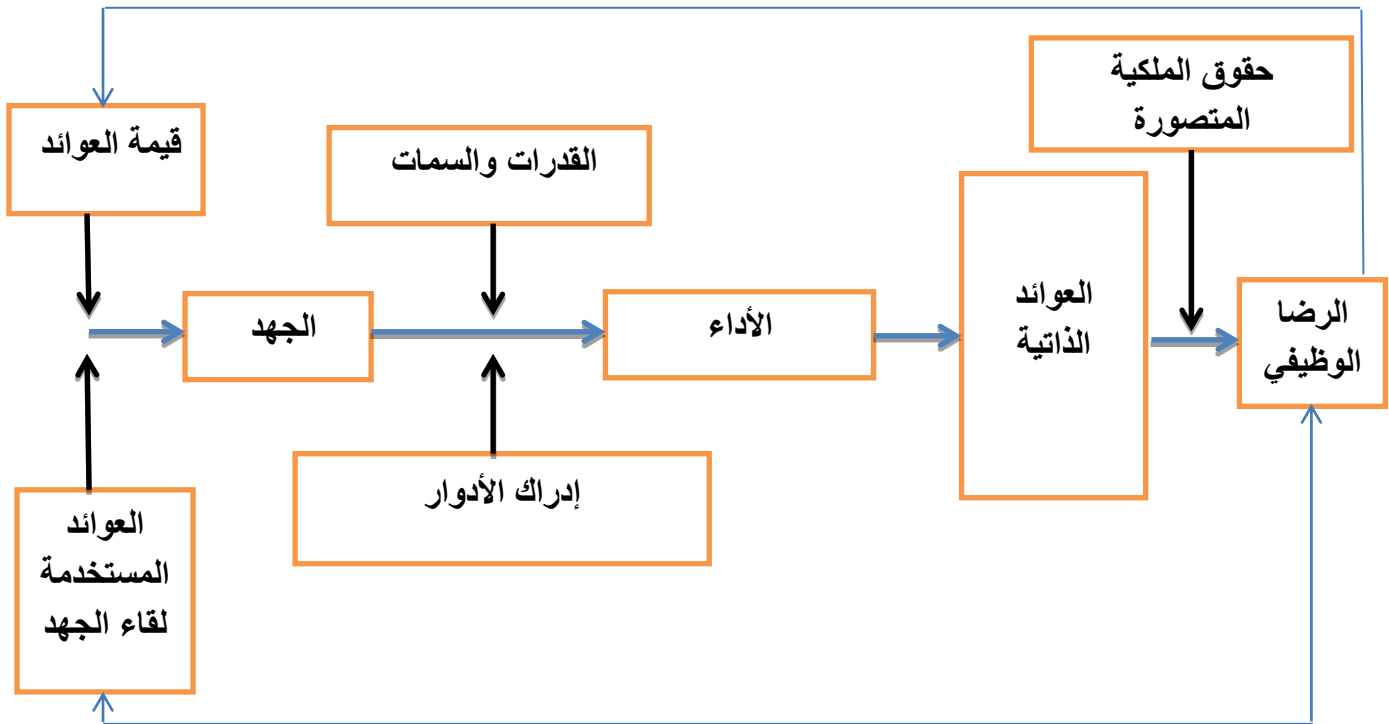 حقوق الملكية
المتصورة
قيمة العوائد
القدرات والسمات
العوائد
الذاتية
الرضا
الوظيفي
الأداء
الجهد
إدراك الأدوار
العوائد
المستخدمة
لقاء الجهد